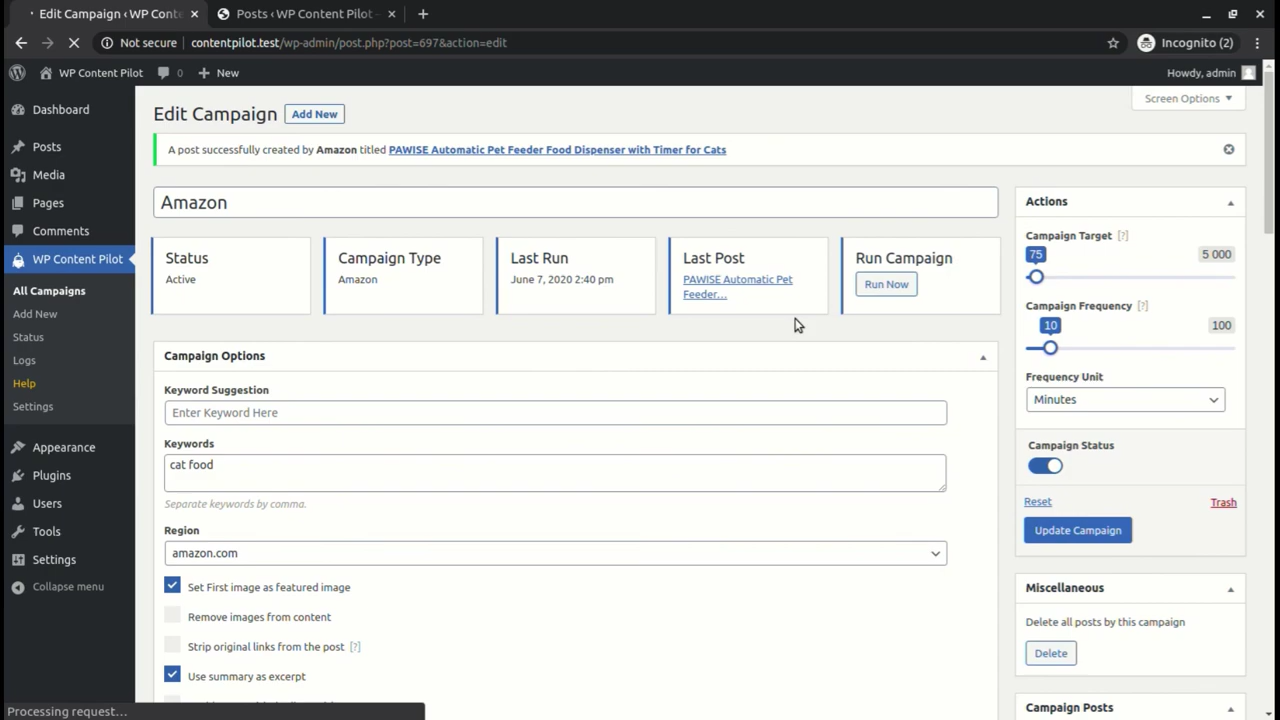 Edit Campaign ‹ WP Conte
Posts ‹ WP Content Pilot -
Not secure
contentpilot.test/wp-admin/post.php?post=697&action=edit
Incognito (2)
WP Content Pilot
0
New
Howdy, admin
Dashboard
Posts
Media
Pages
Comments
WP Content Pilot
All Campaigns
Add New
Status
Logs
Help
Settings
Appearance
Plugins
Users
Tools
Settings
Collapse menu
Screen Options
Edit Campaign
Add New
A post successfully created by Amazon titled PAWISE Automatic Pet Feeder Food Dispenser with Timer for Cats
Amazon
Status
Active
Campaign Type
Amazon
Last Run
June 7, 2020 2:40 pm
Last Post
PAWISE Automatic Pet
Feeder...
Run Campaign
Run Now
Campaign Options
Keyword Suggestion
Enter Keyword Here
Keywords
cat food
Separate keywords by comma.
Region
amazon.com
Set First image as featured image
Remove images from content
Strip original links from the post [?]
Use summary as excerpt
Actions
Campaign Target [?]
75
5 000
Campaign Frequency [?]
10
100
Frequency Unit
Minutes
Campaign Status
Reset
Trash
Update Campaign
Miscellaneous
Delete all posts by this campaign
Delete
Campaign Posts
Processing request...